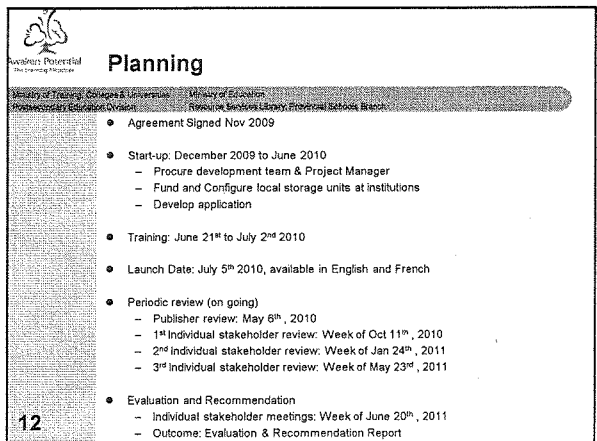 Awaken Potential
The Learning Practices
Planning
Ministry of Training, Colleges & Universities Ministry of Education
Postsecondary Education Division Resource Services Library, Provincial Schools Branch
Agreement Signed Nov 2009
Start-up: December 2009 to June 2010
– Procure development team & Project Manager
– Fund and Configure local storage units at institutions
– Develop application
Training: June 21st to July 2nd 2010
Launch Date: July 5th 2010, available in English and French
Periodic review (on going)
– Publisher review: May 6th , 2010
– 1st Individual stakeholder review: Week of Oct 11th , 2010
– 2nd individual stakeholder review: Week of Jan 24th , 2011
– 3rd Individual stakeholder review: Week of May 23rd , 2011
Evaluation and Recommendation
– Individual stakeholder meetings: Week of June 20th , 2011
– Outcome: Evaluation & Recommendation Report
12